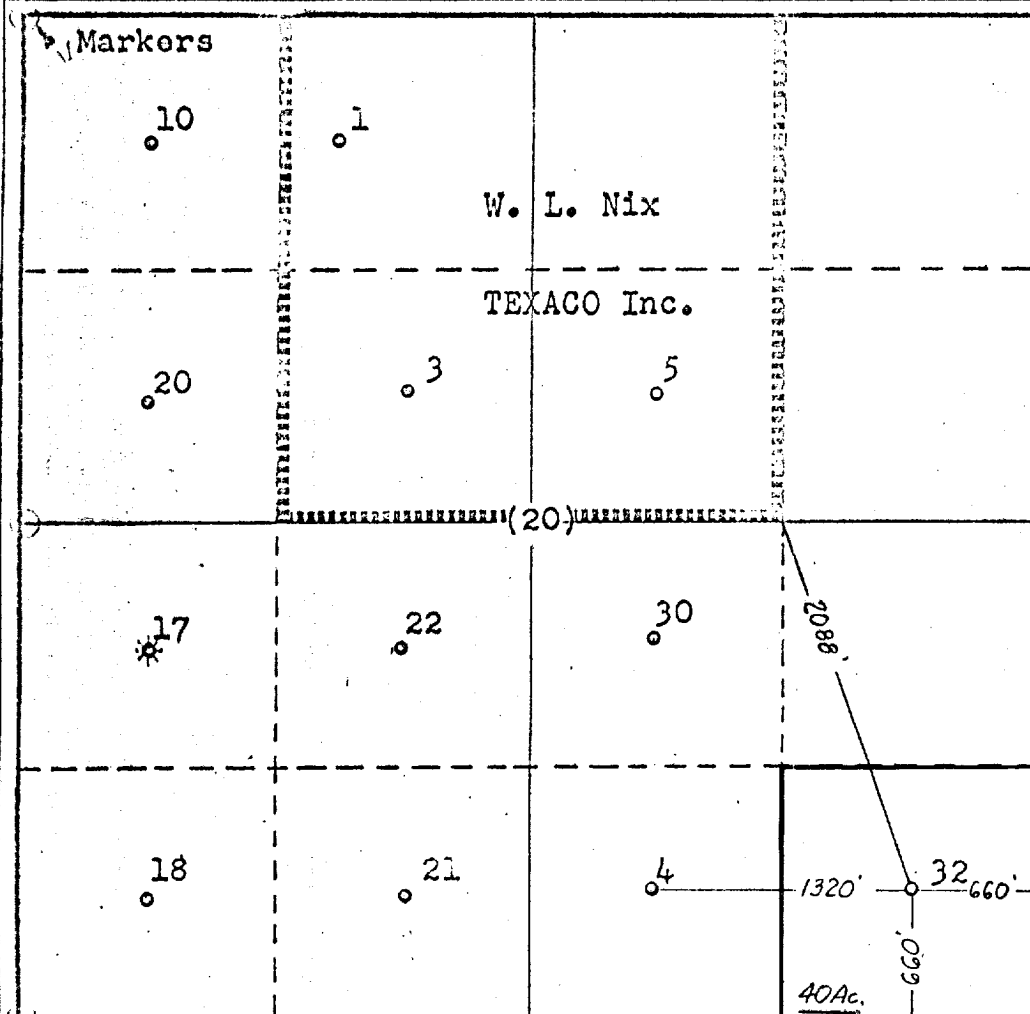 Markers
10 1
W. L. Nix
TEXACO Inc.
20 3 5
(20)
17 22 30
2088'
18 21 4 1320' 32 660'
660'
40Ac.